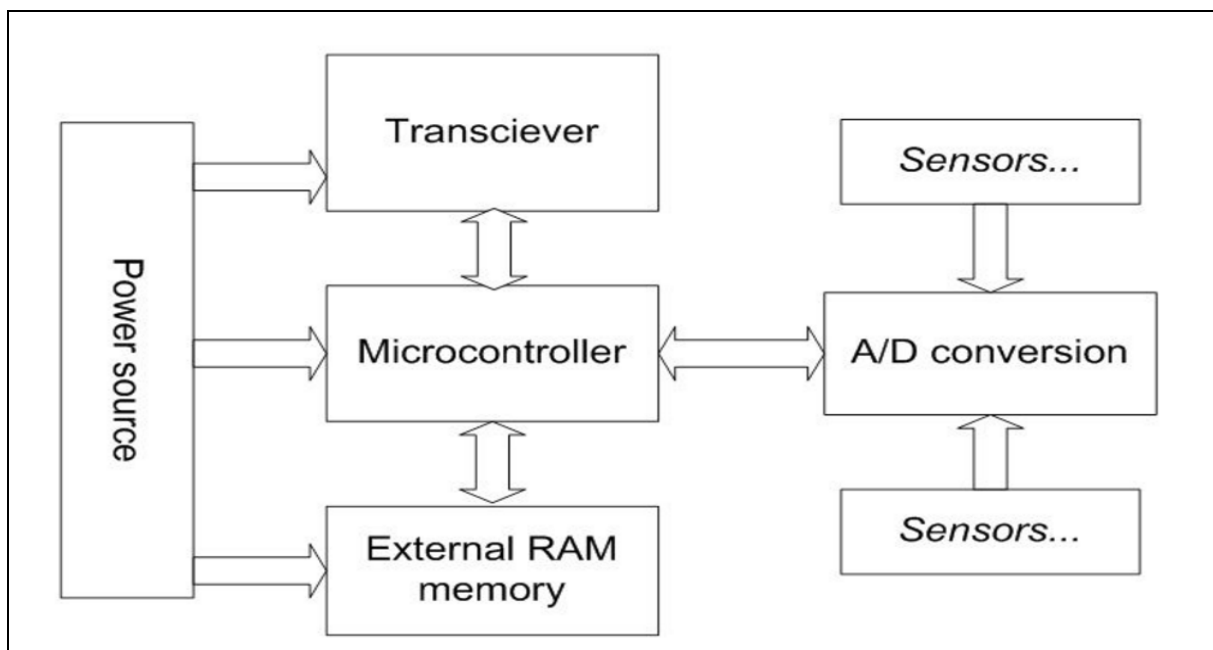 Power source
Transciever
Microcontroller
External RAM
memory
Sensors...
A/D conversion
Sensors...